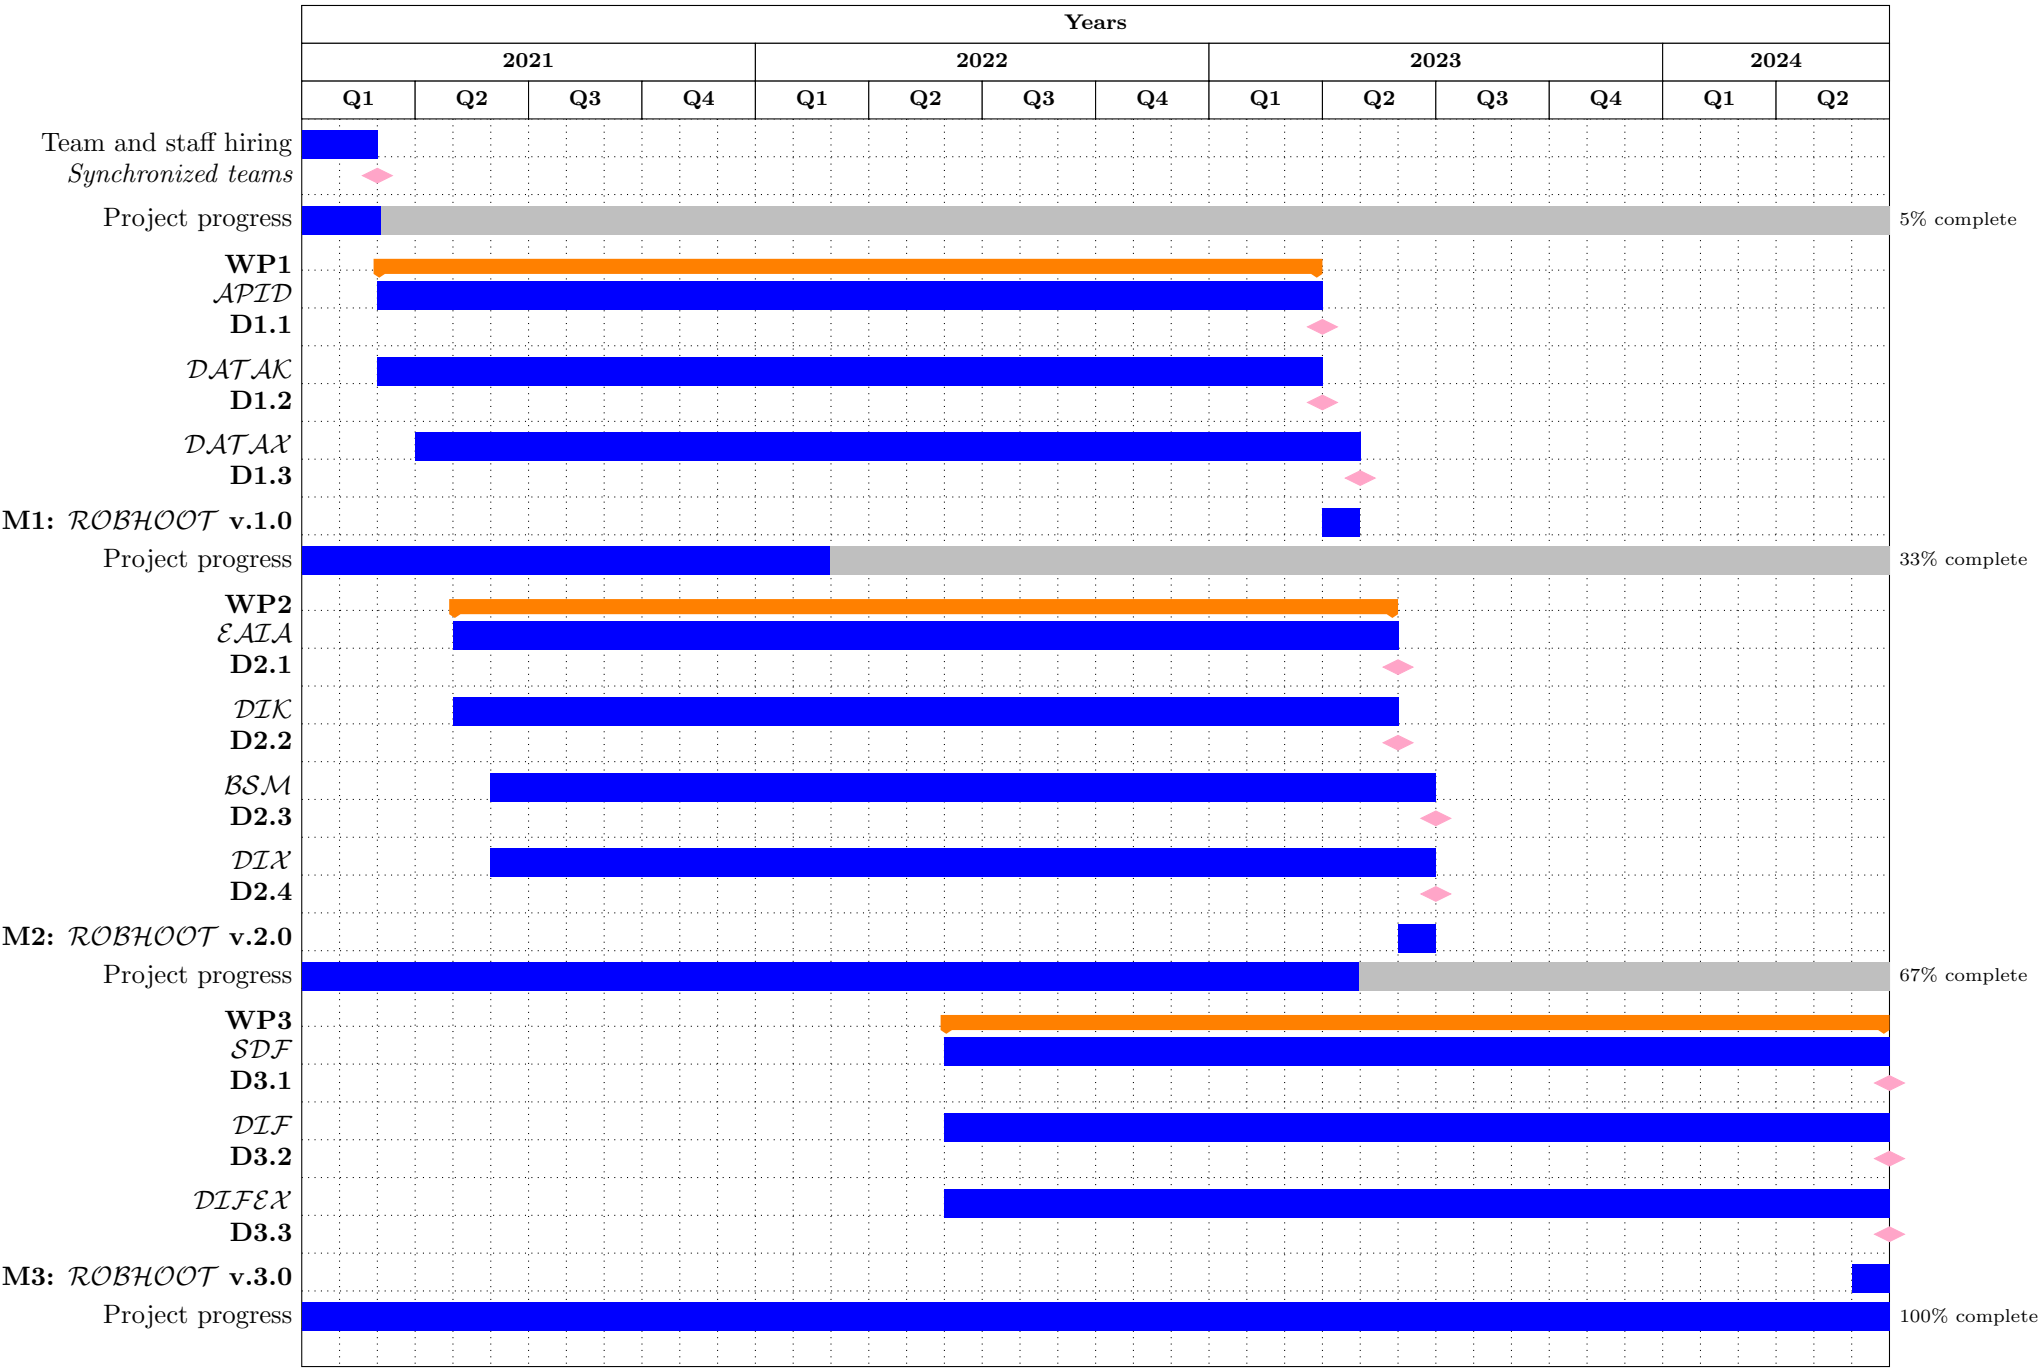 Years
2021 2022 2023 2024
Q1 Q2 Q3 Q4 Q1 Q2 Q3 Q4 Q1 Q2 Q3 Q4 Q1 Q2
Team and staff hiring
Synchronized teams
Project progress 5% complete
WP1
APID
D1.1
DATAK
D1.2
DATAX
D1.3
M1: ROBHOOT v.1.0
Project progress 33% complete
WP2
EAIA
D2.1
DIK
D2.2
BSM
D2.3
DIX
D2.4
M2: ROBHOOT v.2.0
Project progress 67% complete
WP3
SDF
D3.1
DIF
D3.2
DIFEX
D3.3
M3: ROBHOOT v.3.0
Project progress 100% complete